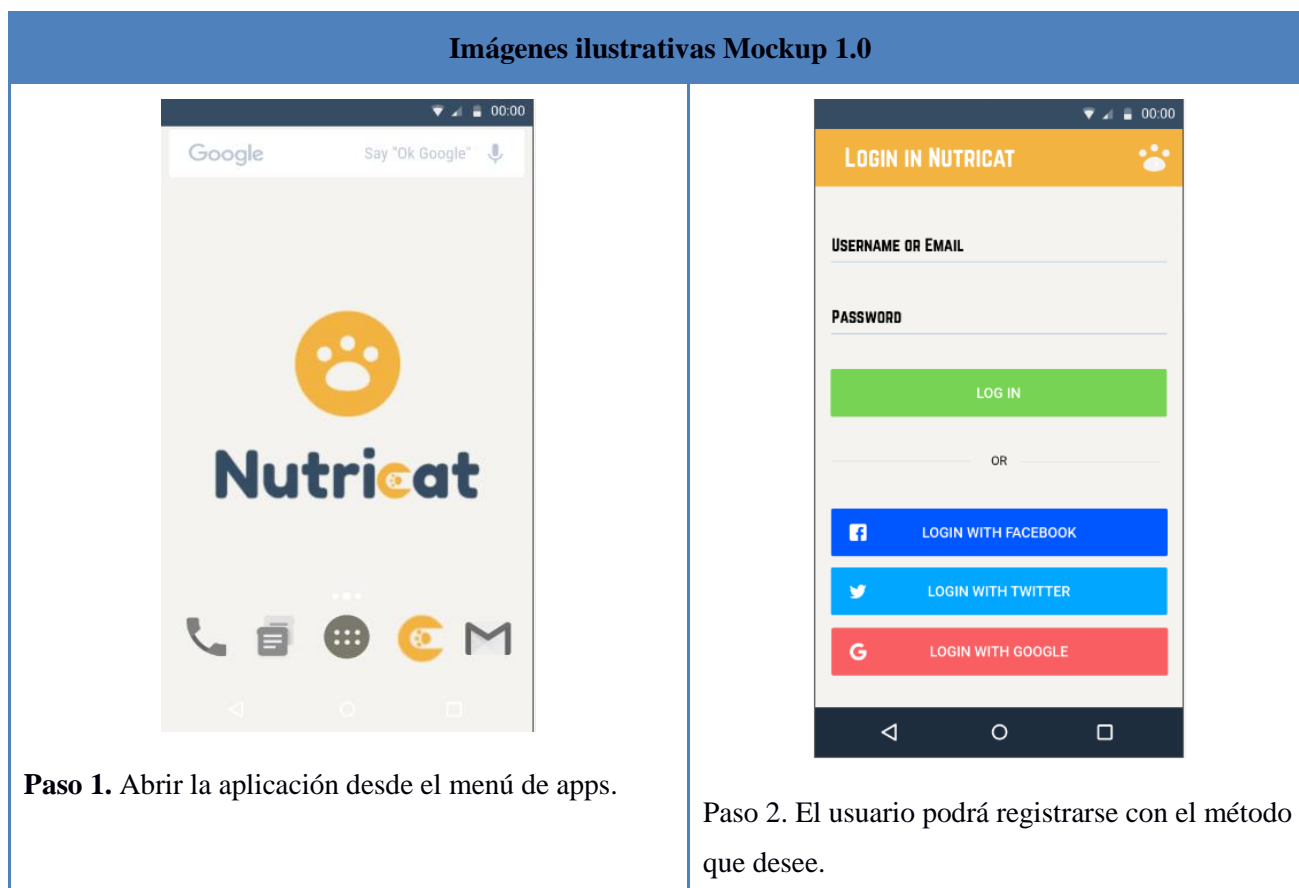 Imágenes ilustrativas Mockup 1.0
00:00
Google Say "Ok Google"
Nutricat
Paso 1. Abrir la aplicación desde el menú de apps.
00:00
LOGIN IN NUTRICAT
USERNAME OR EMAIL
PASSWORD
LOG IN
OR
LOGIN WITH FACEBOOK
LOGIN WITH TWITTER
G LOGIN WITH GOOGLE
Paso 2. El usuario podrá registrarse con el método
que desee.